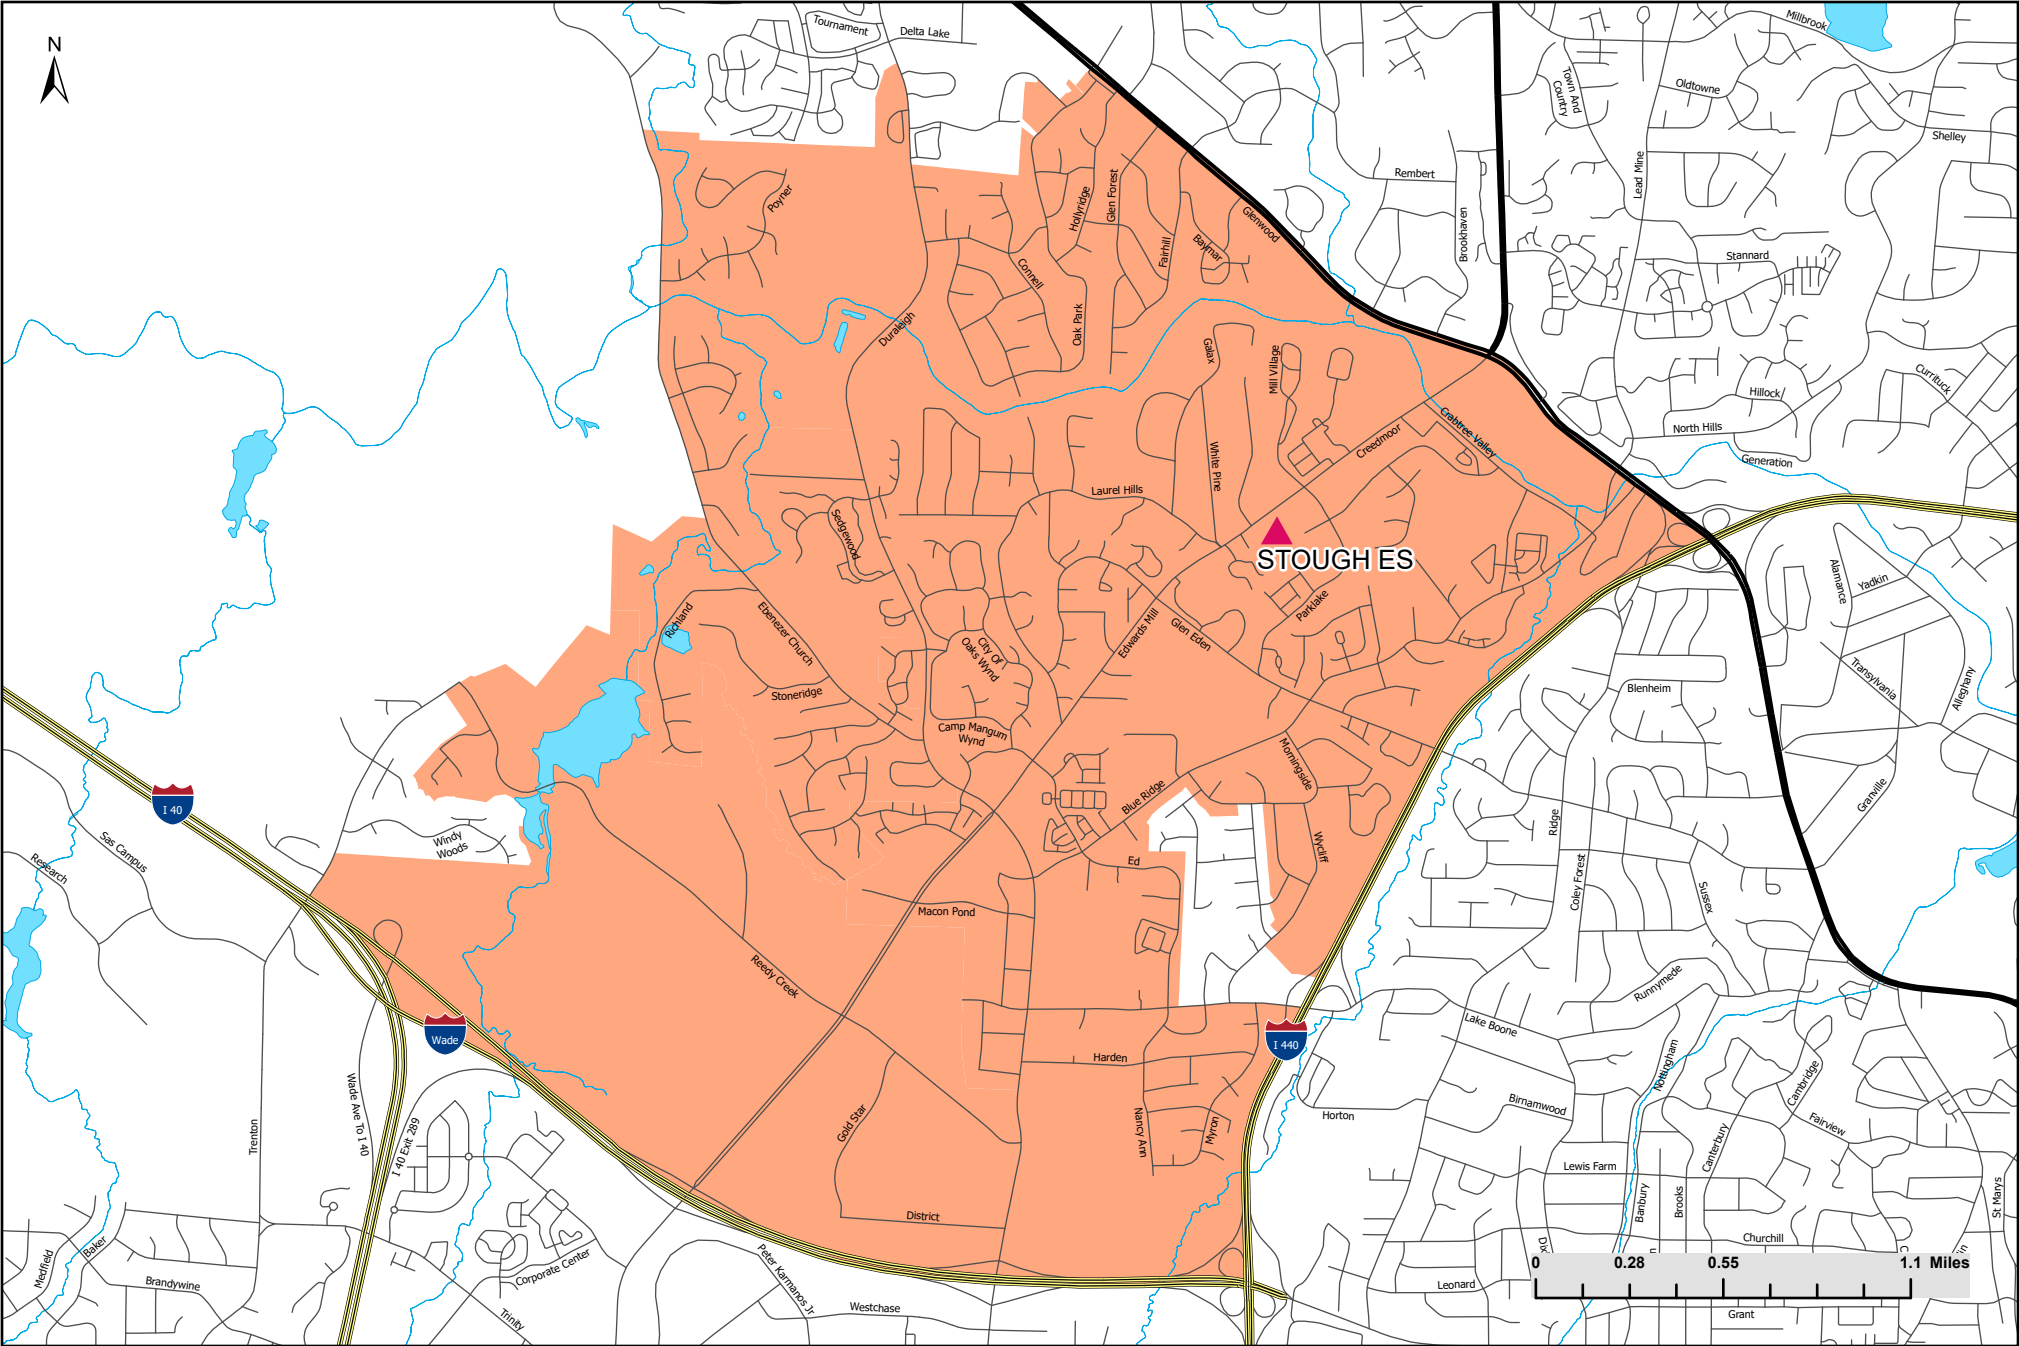 N
Tournament
Delta Lake
Millbrook
Town And
Country
Oldtowne
Shelley
Lead Mine
Rembert
Brookhaven
Poyner
Hollyridge
Glen Forest
Fairhill
Baymar
Glenwood
Connell
Oak Park
Duraleigh
Stannard
Galax
Mill Village
Hillock
Currituck
North Hills
Generation
Creedmoor
Crabtree Valley
White Pine
Laurel Hills
Sedgewood
STOUGH ES
Richland
Ebenezer Church
City Of
Oaks Wynd
Edwards Mill
Glen Eden
Parklake
Alamance
Yadkin
Transylvania
Alleghany
Blenheim
Stoneridge
Camp Mangum
Wynd
Morningside
Blue Ridge
Granville
I 40
Sas Campus
Research
Windy
Woods
Wycliff
Ridge
Coley Forest
Sussex
Ed
Macon Pond
Reedy Creek
Runnymede
Lake Boone
Wade
I 440
Harden
Nottingham
Cambridge
Wade Ave To I 40
I 40 Exit 289
Trenton
Gold Star
Nancy Ann
Myron
Horton
Birnamwood
Fairview
Canterbury
Lewis Farm
Banbury
Brooks
St Marys
District
Churchill
Medfield
Baker
Brandywine
Corporate Center
Trinity
Peter Karmanos Jr
Westchase
Leonard
Grant
0 0.28 0.55 1.1 Miles